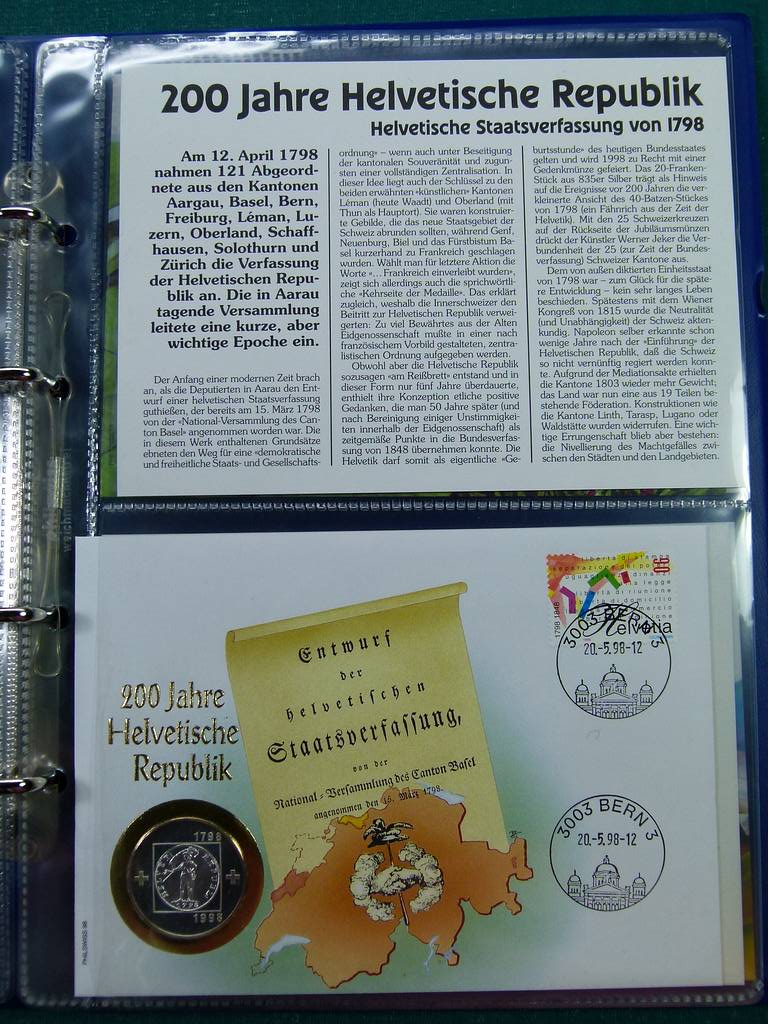 200 Jahre Helvetische Republik
Helvetische Staatsverfassung von 1798
Am 12. April 1798
nahmen 121 Abgeord-
nete aus den Kantonen
Aargau, Basel, Bern,
Freiburg, Léman, Lu-
zern, Oberland, Schaff-
hausen, Solothurn und
Zürich die Verfassung
der Helvetischen Repu-
blik an. Die in Aarau
tagende Versammlung
leitete eine kurze, aber
wichtige Epoche ein.
Der Anfang einer modernen Zeit brach
an, als die Deputierten in Aarau den Ent-
wurf einer helvetischen Staatsverfassung
guthießen, der bereits am 15. März 1798
von der «National-Versammlung des Can-
ton Basel» angenommen worden war. Die
in diesem Werk enthaltenen Grundsätze
ebneten den Weg für eine «demokratische
und freiheitliche Staats- und Gesellschafts-
ordnung» – wenn auch unter Beseitigung
der kantonalen Souveränität und zugun-
sten einer vollständigen Zentralisation. In
dieser Idee liegt auch der Schlüssel zu den
beiden erwähnten «künstlichen» Kantonen
Léman (heute Waadt) und Oberland (mit
Thun als Hauptort). Sie waren konstruier-
te Gebilde, die das neue Staatsgebiet der
Schweiz abrunden sollten, während Genf,
Neuenburg, Biel und das Fürstbistum Ba-
sel kurzerhand zu Frankreich geschlagen
wurden. Wählt man für letztere Aktion die
Worte «... Frankreich einverleibt wurden»,
zeigt sich allerdings auch die sprichwörtli-
che «Kehrseite der Medaille». Das erklärt
zugleich, weshalb die Innerschweizer den
Beitritt zur Helvetischen Republik verwei-
gerten: Zu viel Bewährtes aus der Alten
Eidgenossenschaft mußte in einer nach
französischem Vorbild gestalteten, zentra-
listischen Ordnung aufgegeben werden.
Obwohl aber die Helvetische Republik
sozusagen «am Reißbrett» entstand und in
dieser Form nur fünf Jahre überdauerte,
enthielt ihre Konzeption etliche positive
Gedanken, die man 50 Jahre später (und
nach Bereinigung einiger Unstimmigkei-
ten innerhalb der Eidgenossenschaft) als
zeitgemäße Punkte in die Bundesverfas-
sung von 1848 übernehmen konnte. Die
Helvetik darf somit als eigentliche «Ge-
burtsstunde» des heutigen Bundesstaates
gelten und wird 1998 zu Recht mit einer
Gedenkmünze gefeiert. Das 20-Franken-
Stück aus 835er Silber trägt als Hinweis
auf die Ereignisse vor 200 Jahren die ver-
kleinerte Ansicht des 40-Batzen-Stückes
von 1798 (ein Fähnrich aus der Zeit der
Helvetik). Mit den 25 Schweizerkreuzen
auf der Rückseite der Jubiläumsmünze
drückt der Künstler Werner Jeker die Ver-
bundenheit der 25 (zur Zeit der Bundes-
verfassung) Schweizer Kantone aus.
Dem von außen diktierten Einheitsstaat
von 1798 war – zum Glück für die späte-
re Entwicklung – kein sehr langes Leben
beschieden. Spätestens mit dem Wiener
Kongreß von 1815 wurde die Neutralität
(und Unabhängigkeit) der Schweiz akten-
kundig. Napoleon selber erkannte schon
wenige Jahre nach der «Einführung» der
Helvetischen Republik, daß die Schweiz
so nicht vernünftig regiert werden konn-
te. Aufgrund der Mediationsakte erhielten
die Kantone 1803 wieder mehr Gewicht;
das Land war nun eine aus 19 Teilen be-
stehende Föderation. Konstruktionen wie
die Kantone Linth, Tarasp, Lugano oder
Waldstätte wurden widerrufen. Eine wich-
tige Errungenschaft blieb aber bestehen:
die Nivellierung des Machtgefälles zwi-
schen den Städten und den Landgebieten.
200 Jahre
Helvetische
Republik
Entwurf
der
helvetischen
Staatsverfassung,
von der
National-Versammlung des Canton Basel
angenommen den 15. März 1798.
1798
1798
1998
PHILSWISS 98
90
libertà di stampa
separazione dei po
legge
libertà di riunione
libertà di domicilio
1798 1848
Helvetia
3003 BERN 3
20.-5.98-12
3003 BERN 3
20.-5.98-12